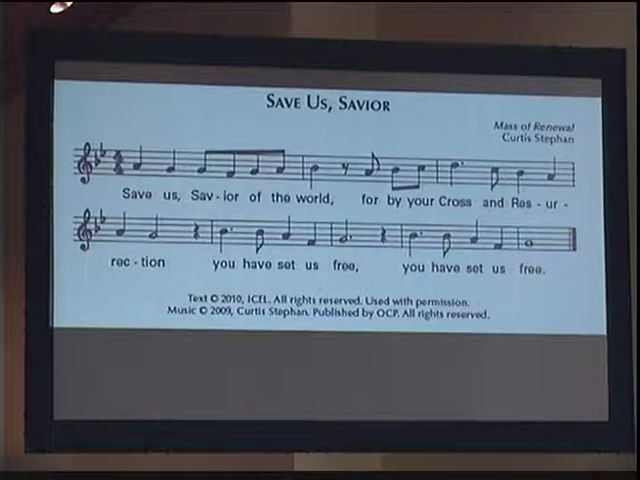 SAVE US, SAVIOR
Mass of Renewal
Curtis Stephan
Save us, Sav - ior of the world, for by your Cross and Res - ur -
rec - tion you have set us free, you have set us free.
Text © 2010, ICEL. All rights reserved. Used with permission.
Music © 2009, Curtis Stephan. Published by OCP. All rights reserved.